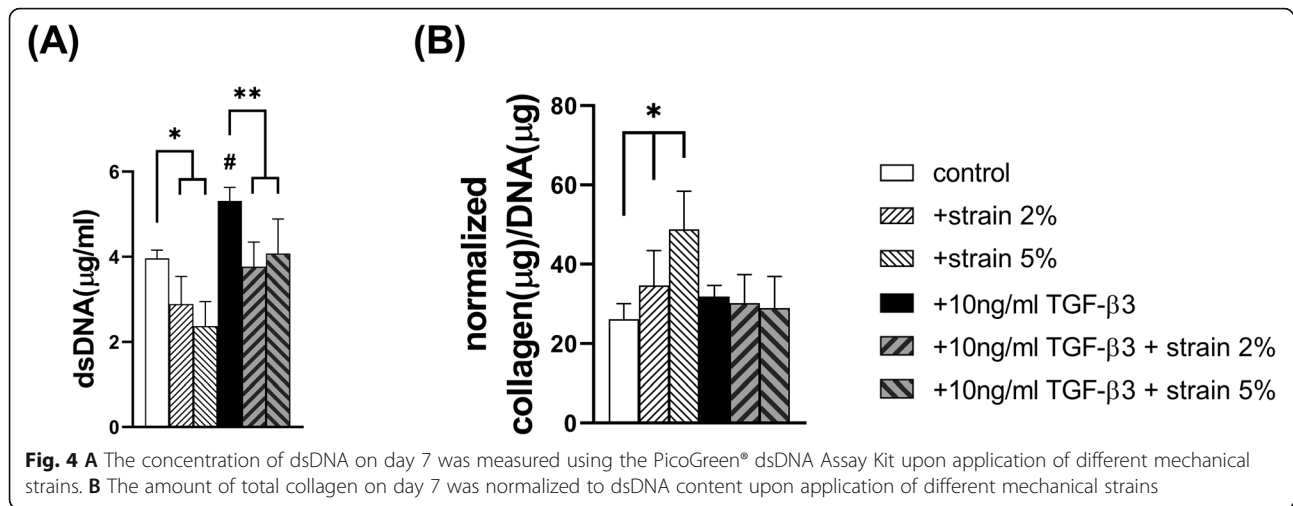 (A)
dsDNA(μg/ml)
6
4
2
0
*
#
**
(B)
normalized
collagen(μg)/DNA(μg)
80
60
40
20
0
*
control
+strain 2%
+strain 5%
+10ng/ml TGF-β3
+10ng/ml TGF-β3 + strain 2%
+10ng/ml TGF-β3 + strain 5%
Fig. 4 A The concentration of dsDNA on day 7 was measured using the PicoGreen® dsDNA Assay Kit upon application of different mechanical
strains. B The amount of total collagen on day 7 was normalized to dsDNA content upon application of different mechanical strains